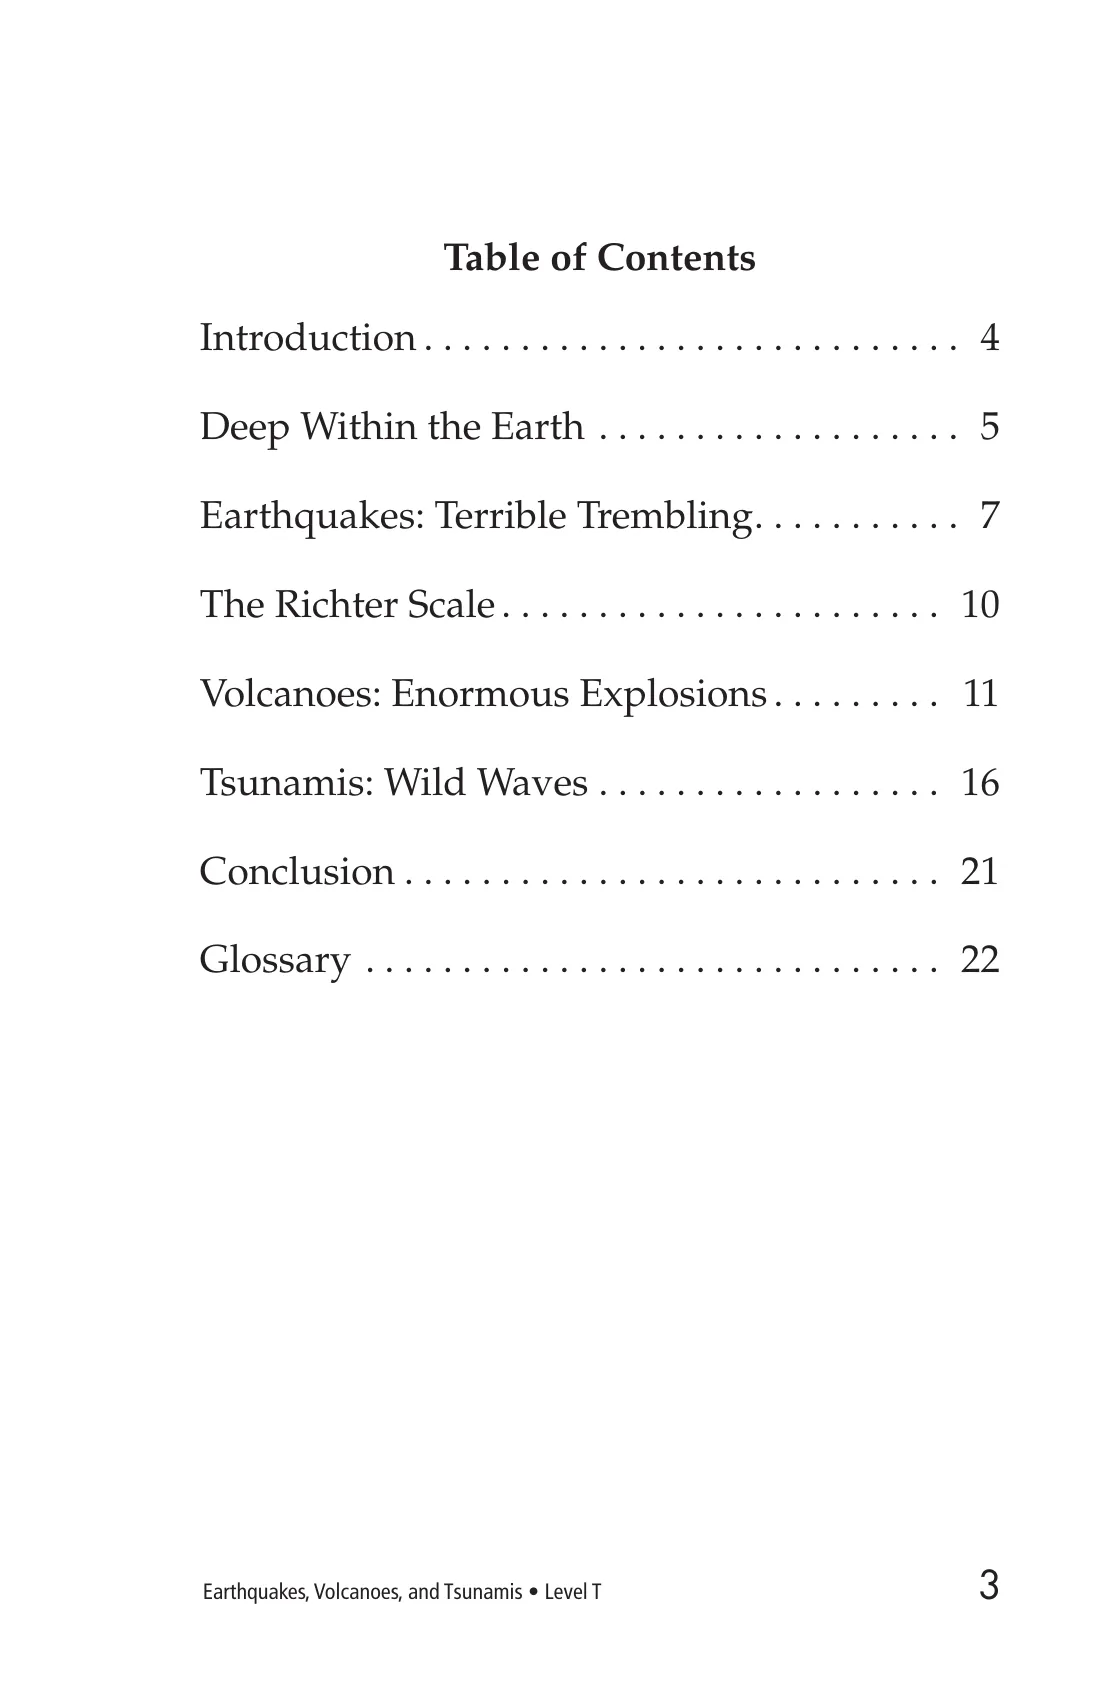 Table of Contents
Introduction . . . . . . . . . . . . . . . . . . . . . . . . . . . . 4
Deep Within the Earth . . . . . . . . . . . . . . . . . . . 5
Earthquakes: Terrible Trembling. . . . . . . . . . . 7
The Richter Scale . . . . . . . . . . . . . . . . . . . . . . . 10
Volcanoes: Enormous Explosions . . . . . . . . . 11
Tsunamis: Wild Waves . . . . . . . . . . . . . . . . . . 16
Conclusion . . . . . . . . . . . . . . . . . . . . . . . . . . . . 21
Glossary . . . . . . . . . . . . . . . . . . . . . . . . . . . . . . 22
Earthquakes, Volcanoes, and Tsunamis • Level T 3